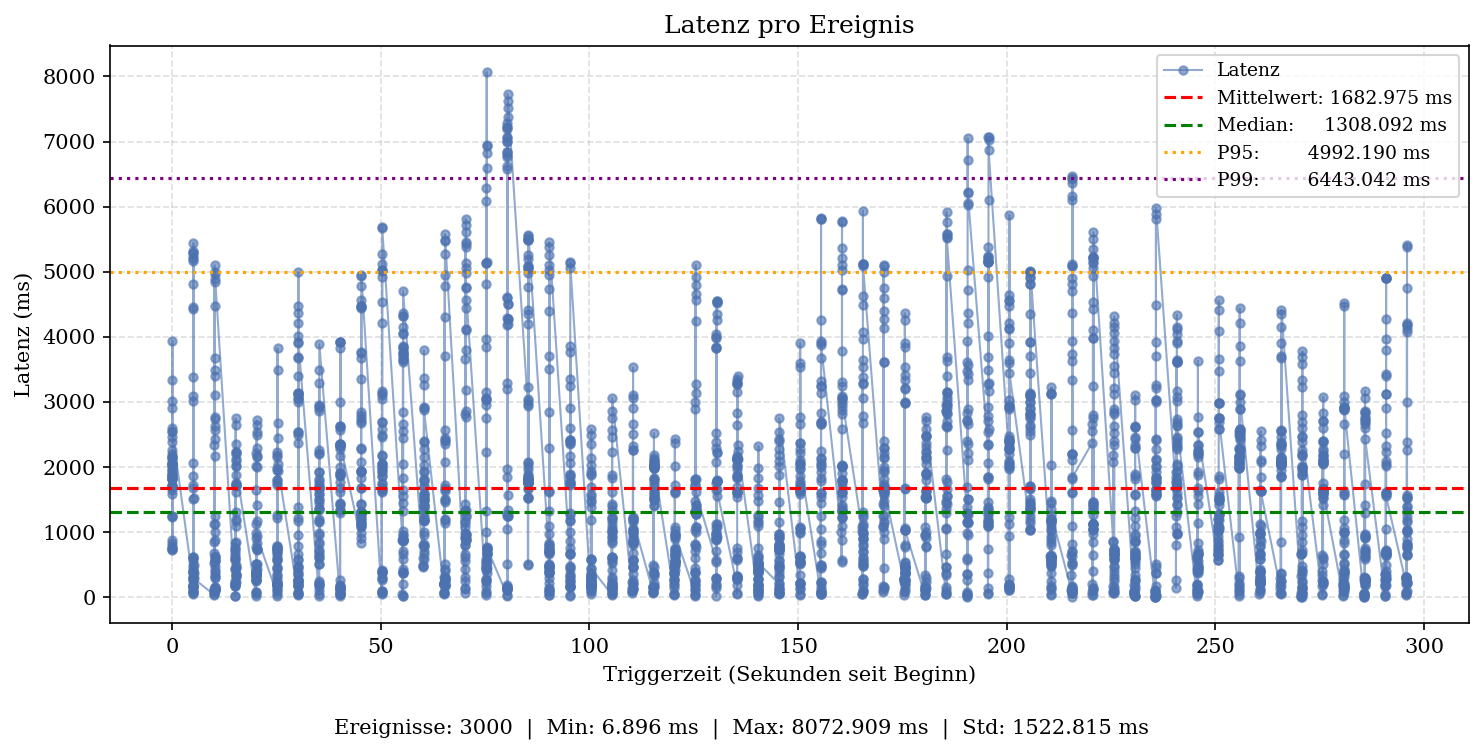 Latenz pro Ereignis
Latenz (ms)
8000
7000
6000
5000
4000
3000
2000
1000
0
Latenz
Mittelwert: 1682.975 ms
Median: 1308.092 ms
P95: 4992.190 ms
P99: 6443.042 ms
0 50 100 150 200 250 300
Triggerzeit (Sekunden seit Beginn)
Ereignisse: 3000 | Min: 6.896 ms | Max: 8072.909 ms | Std: 1522.815 ms